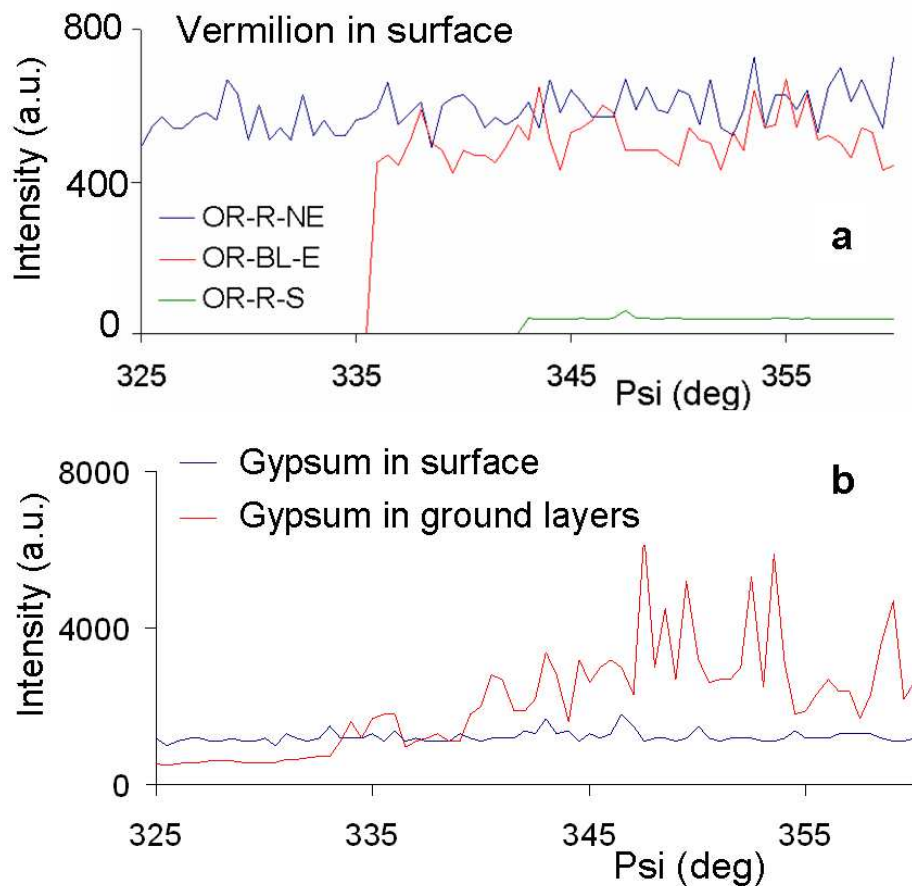 800
Vermilion in surface
Intensity (a.u.)
400
OR-R-NE
OR-BL-E
OR-R-S
a
0
325
335
345
355
Psi (deg)
8000
Gypsum in surface
b
Gypsum in ground layers
Intensity (a.u.)
4000
0
325
335
345
355
Psi (deg)